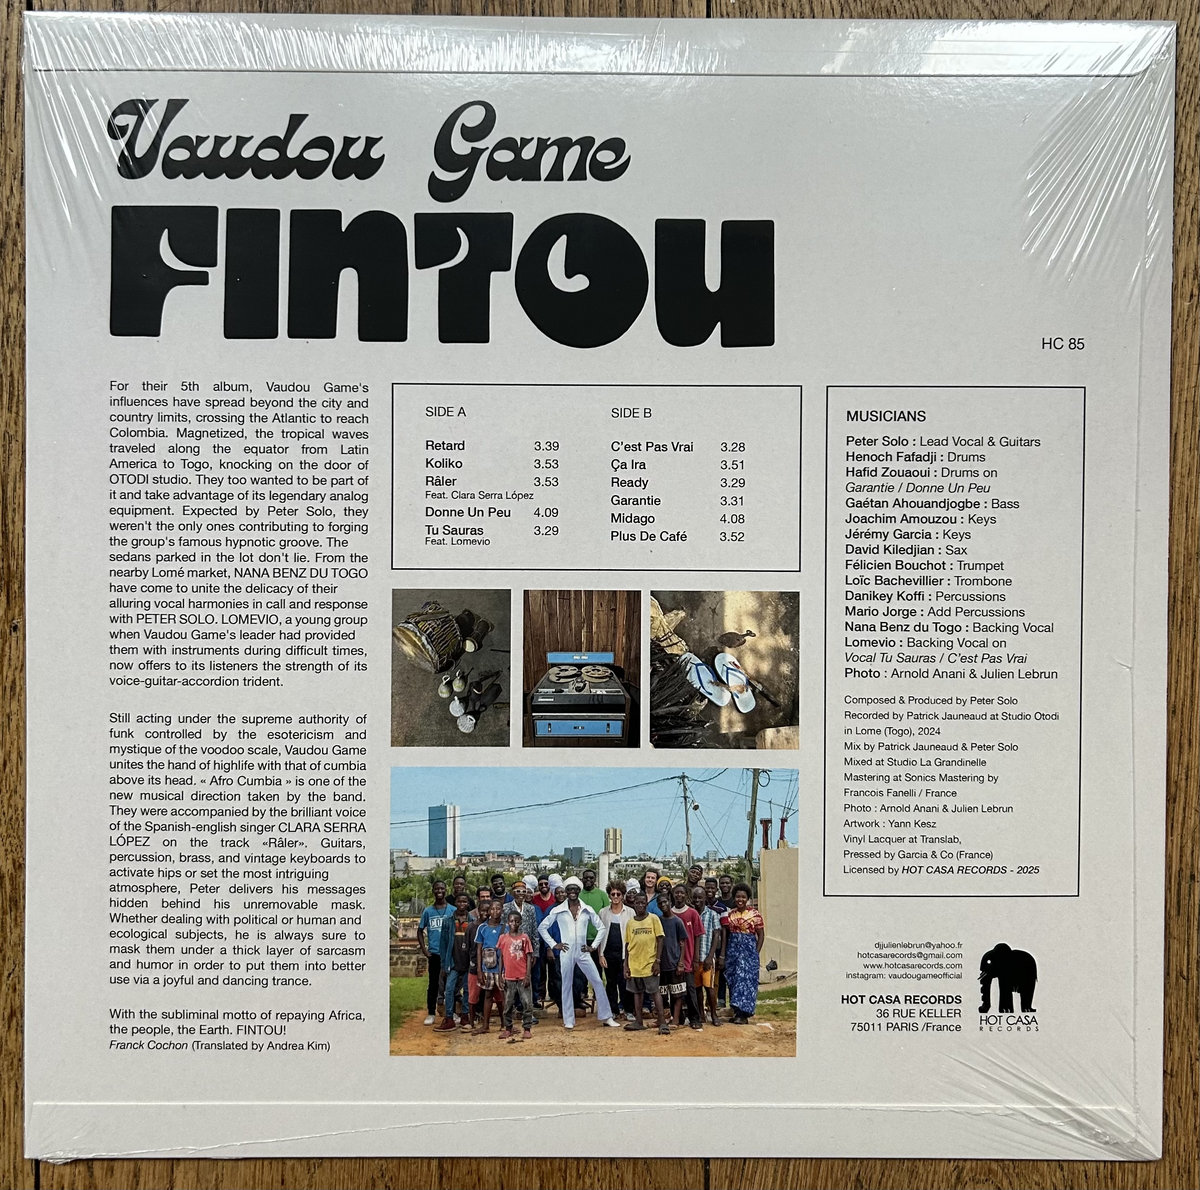 Vaudou Game
FINTOU
HC 85
For their 5th album, Vaudou Game's
influences have spread beyond the city and
country limits, crossing the Atlantic to reach
Colombia. Magnetized, the tropical waves
traveled along the equator from Latin
America to Togo, knocking on the door of
OTODI studio. They too wanted to be part of
it and take advantage of its legendary analog
equipment. Expected by Peter Solo, they
weren't the only ones contributing to forging
the group's famous hypnotic groove. The
sedans parked in the lot don't lie. From the
nearby Lomé market, NANA BENZ DU TOGO
have come to unite the delicacy of their
alluring vocal harmonies in call and response
with PETER SOLO. LOMEVIO, a young group
when Vaudou Game's leader had provided
them with instruments during difficult times,
now offers to its listeners the strength of its
voice-guitar-accordion trident.
Still acting under the supreme authority of
funk controlled by the esotericism and
mystique of the voodoo scale, Vaudou Game
unites the hand of highlife with that of cumbia
above its head. « Afro Cumbia » is one of the
new musical direction taken by the band.
They were accompanied by the brilliant voice
of the Spanish-english singer CLARA SERRA
LÓPEZ on the track «Râler». Guitars,
percussion, brass, and vintage keyboards to
activate hips or set the most intriguing
atmosphere, Peter delivers his messages
hidden behind his unremovable mask.
Whether dealing with political or human and
ecological subjects, he is always sure to
mask them under a thick layer of sarcasm
and humor in order to put them into better
use via a joyful and dancing trance.
With the subliminal motto of repaying Africa,
the people, the Earth. FINTOU!
Franck Cochon (Translated by Andrea Kim)
SIDE A
Retard 3.39
Koliko 3.53
Râler 3.53
Feat. Clara Serra López
Donne Un Peu 4.09
Tu Sauras 3.29
Feat. Lomevio
SIDE B
C'est Pas Vrai 3.28
Ça Ira 3.51
Ready 3.29
Garantie 3.31
Midago 4.08
Plus De Café 3.52
MUSICIANS
Peter Solo : Lead Vocal & Guitars
Henoch Fafadji : Drums
Hafid Zouaoui : Drums on
Garantie / Donne Un Peu
Gaétan Ahouandjogbe : Bass
Joachim Amouzou : Keys
Jérémy Garcia : Keys
David Kiledjian : Sax
Félicien Bouchot : Trumpet
Loïc Bachevillier : Trombone
Danikey Koffi : Percussions
Mario Jorge : Add Percussions
Nana Benz du Togo : Backing Vocal
Lomevio : Backing Vocal on
Vocal Tu Sauras / C'est Pas Vrai
Photo : Arnold Anani & Julien Lebrun
Composed & Produced by Peter Solo
Recorded by Patrick Jauneaud at Studio Otodi
in Lome (Togo), 2024
Mix by Patrick Jauneaud & Peter Solo
Mixed at Studio La Grandinelle
Mastering at Sonics Mastering by
Francois Fanelli / France
Photo : Arnold Anani & Julien Lebrun
Artwork : Yann Kesz
Vinyl Lacquer at Translab,
Pressed by Garcia & Co (France)
Licensed by HOT CASA RECORDS - 2025
djjulienlebrun@yahoo.fr
hotcasarecords@gmail.com
www.hotcasarecords.com
instagram: vaudougameofficial
HOT CASA RECORDS
36 RUE KELLER
75011 PARIS /France
HOT CASA
RECORDS